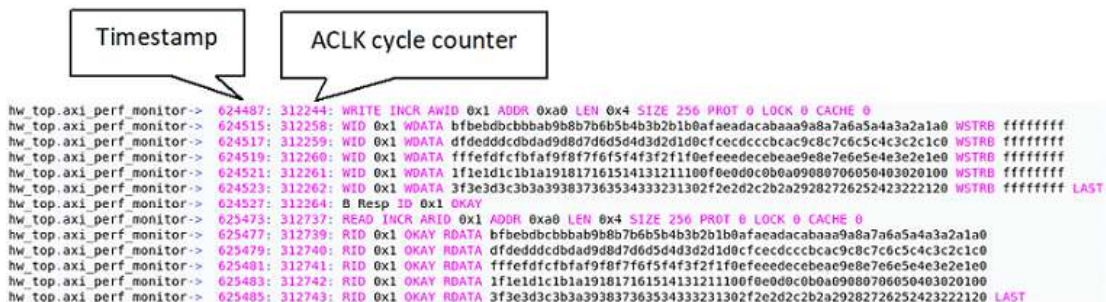 Timestamp
ACLK cycle counter
hw_top.axi_perf_monitor-> 624487: 312244: WRITE INCR AWID 0x1 ADDR 0xa0 LEN 0x4 SIZE 256 PROT 0 LOCK 0 CACHE 0
hw_top.axi_perf_monitor-> 624515: 312258: WID 0x1 WDATA bfbebdbcbbbab9b8b7b6b5b4b3b2b1b0afaeadacabaaa9a8a7a6a5a4a3a2a1a0 WSTRB ffffffff
hw_top.axi_perf_monitor-> 624517: 312259: WID 0x1 WDATA dfdedddcdbdad9d8d7d6d5d4d3d2d1d0cfcecdcccbcac9c8c7c6c5c4c3c2c1c0 WSTRB ffffffff
hw_top.axi_perf_monitor-> 624519: 312260: WID 0x1 WDATA fffefdfcfbfaf9f8f7f6f5f4f3f2f1f0efeeedecebeae9e8e7e6e5e4e3e2e1e0 WSTRB ffffffff
hw_top.axi_perf_monitor-> 624521: 312261: WID 0x1 WDATA 1f1e1d1c1b1a191817161514131211100f0e0d0c0b0a09080706050403020100 WSTRB ffffffff
hw_top.axi_perf_monitor-> 624523: 312262: WID 0x1 WDATA 3f3e3d3c3b3a393837363534333231302f2e2d2c2b2a29282726252423222120 WSTRB ffffffff LAST
hw_top.axi_perf_monitor-> 624527: 312264: B Resp ID 0x1 OKAY
hw_top.axi_perf_monitor-> 625473: 312737: READ INCR ARID 0x1 ADDR 0xa0 LEN 0x4 SIZE 256 PROT 0 LOCK 0 CACHE 0
hw_top.axi_perf_monitor-> 625477: 312739: RID 0x1 OKAY RDATA bfbebdbcbbbab9b8b7b6b5b4b3b2b1b0afaeadacabaaa9a8a7a6a5a4a3a2a1a0
hw_top.axi_perf_monitor-> 625479: 312740: RID 0x1 OKAY RDATA dfdedddcdbdad9d8d7d6d5d4d3d2d1d0cfcecdcccbcac9c8c7c6c5c4c3c2c1c0
hw_top.axi_perf_monitor-> 625481: 312741: RID 0x1 OKAY RDATA fffefdfcfbfaf9f8f7f6f5f4f3f2f1f0efeeedecebeae9e8e7e6e5e4e3e2e1e0
hw_top.axi_perf_monitor-> 625483: 312742: RID 0x1 OKAY RDATA 1f1e1d1c1b1a191817161514131211100f0e0d0c0b0a09080706050403020100
hw_top.axi_perf_monitor-> 625485: 312743: RID 0x1 OKAY RDATA 3f3e3d3c3b3a393837363534333231302f2e2d2c2b2a29282726252423222120 LAST